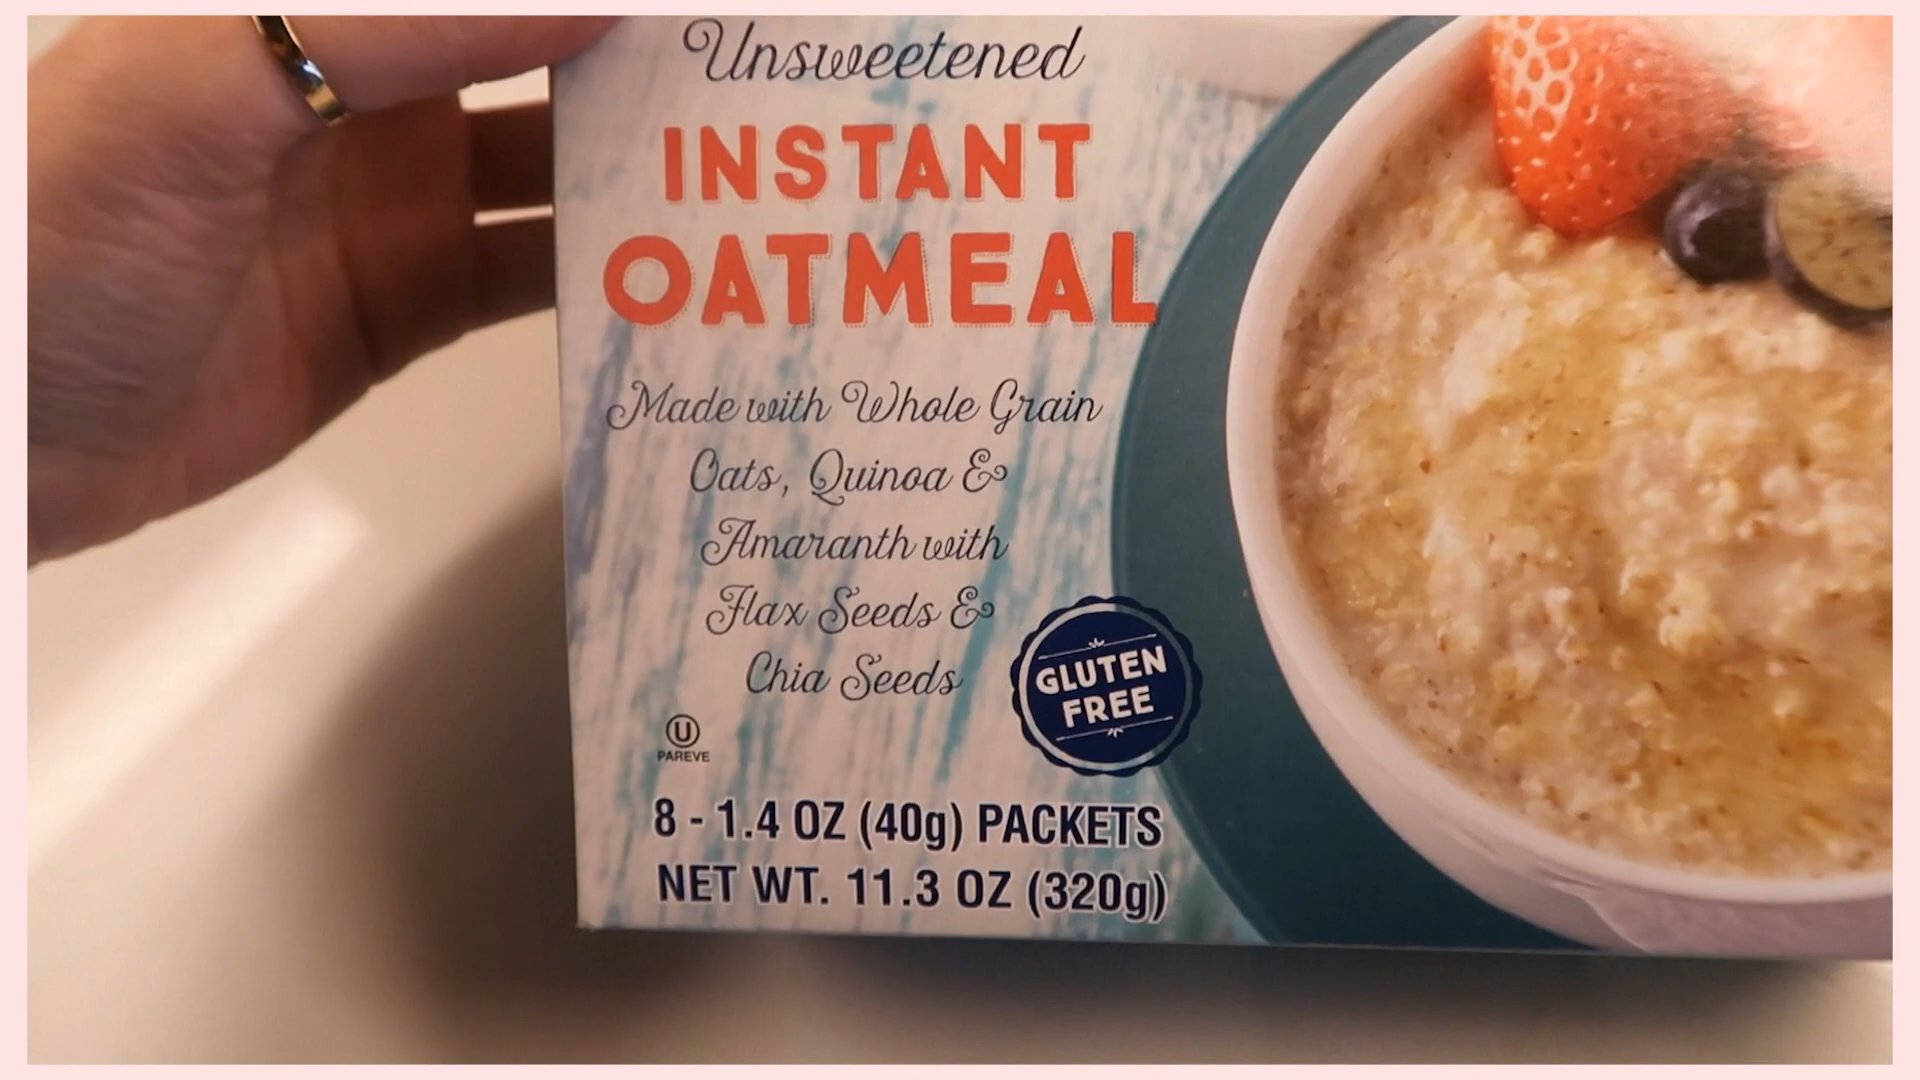 Unsweetened
INSTANT
OATMEAL
Made with Whole Grain
Oats, Quinoa &
Amaranth with
Flax Seeds &
Chia Seeds
GLUTEN
FREE
U
PAREVE
8 - 1.4 OZ (40g) PACKETS
NET WT. 11.3 OZ (320g)